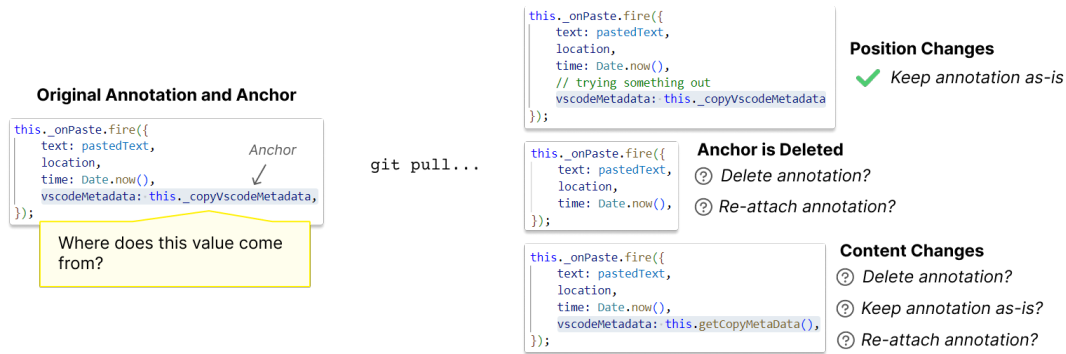 Original Annotation and Anchor
this._onPaste.fire({
text: pastedText,
location,
time: Date.now(),
vscodeMetadata: this._copyVscodeMetadata,
});
Anchor
Where does this value come
from?
git pull...
this._onPaste.fire({
text: pastedText,
location,
time: Date.now(),
// trying something out
vscodeMetadata: this._copyVscodeMetadata
});
Position Changes
Keep annotation as-is
this._onPaste.fire({
text: pastedText,
location,
time: Date.now(),
});
Anchor is Deleted
? Delete annotation?
? Re-attach annotation?
this._onPaste.fire({
text: pastedText,
location,
time: Date.now(),
vscodeMetadata: this.getCopyMetaData(),
});
Content Changes
? Delete annotation?
? Keep annotation as-is?
? Re-attach annotation?